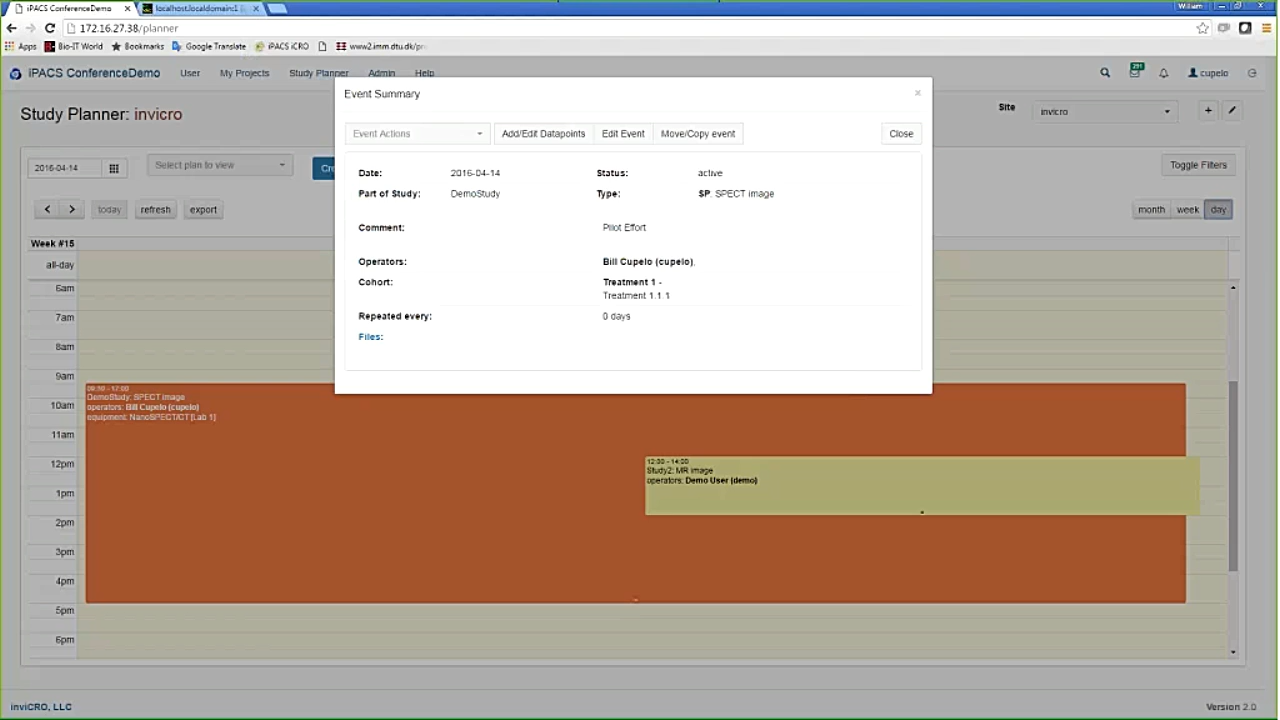 iPACS ConferenceDemo
localhost.localdomain:1
William
172.16.27.38/planner
Apps Bio-IT World Bookmarks Google Translate iPACS iCRO www2.imm.dtu.dk/pr
iPACS ConferenceDemo User My Projects Study Planner Admin Help
291
cupelo
Event Summary
Study Planner: invicro
Site
invicro
Event Actions Add/Edit Datapoints Edit Event Move/Copy event Close
2016-04-14
Select plan to view
Cre
Toggle Filters
Date: 2016-04-14 Status: active
Part of Study: DemoStudy Type: SP: SPECT image
today refresh export
month week day
Comment: Pilot Effort
Week #15
all-day
Operators: Bill Cupelo (cupelo),
Cohort: Treatment 1 -
Treatment 1.1 1
Repeated every: 0 days
Files:
6am
7am
8am
9am
09:30 - 17:00
DemoStudy: SPECT image
operators: Bill Cupelo (cupelo)
equipment: NanoSPECT/CT [Lab 1]
10am
11am
12pm
12:00 - 14:00
Study2: MR image
operators: Demo User (demo)
1pm
2pm
3pm
4pm
5pm
6pm
inviCRO, LLC
Version 2.0